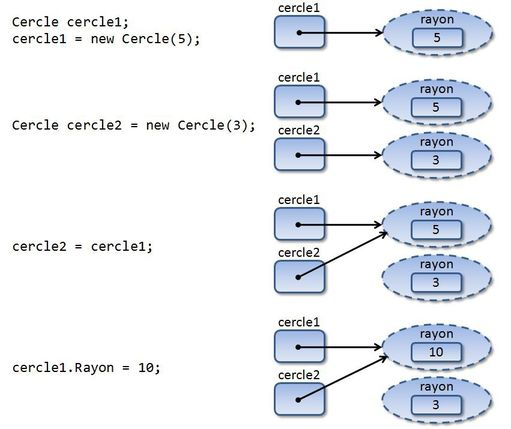 Cercle cercle1;
cercle1 = new Cercle(5);
cercle1
rayon
5
Cercle cercle2 = new Cercle(3);
cercle1
rayon
5
cercle2
rayon
3
cercle2 = cercle1;
cercle1
rayon
5
cercle2
rayon
3
cercle1.Rayon = 10;
cercle1
rayon
10
cercle2
rayon
3